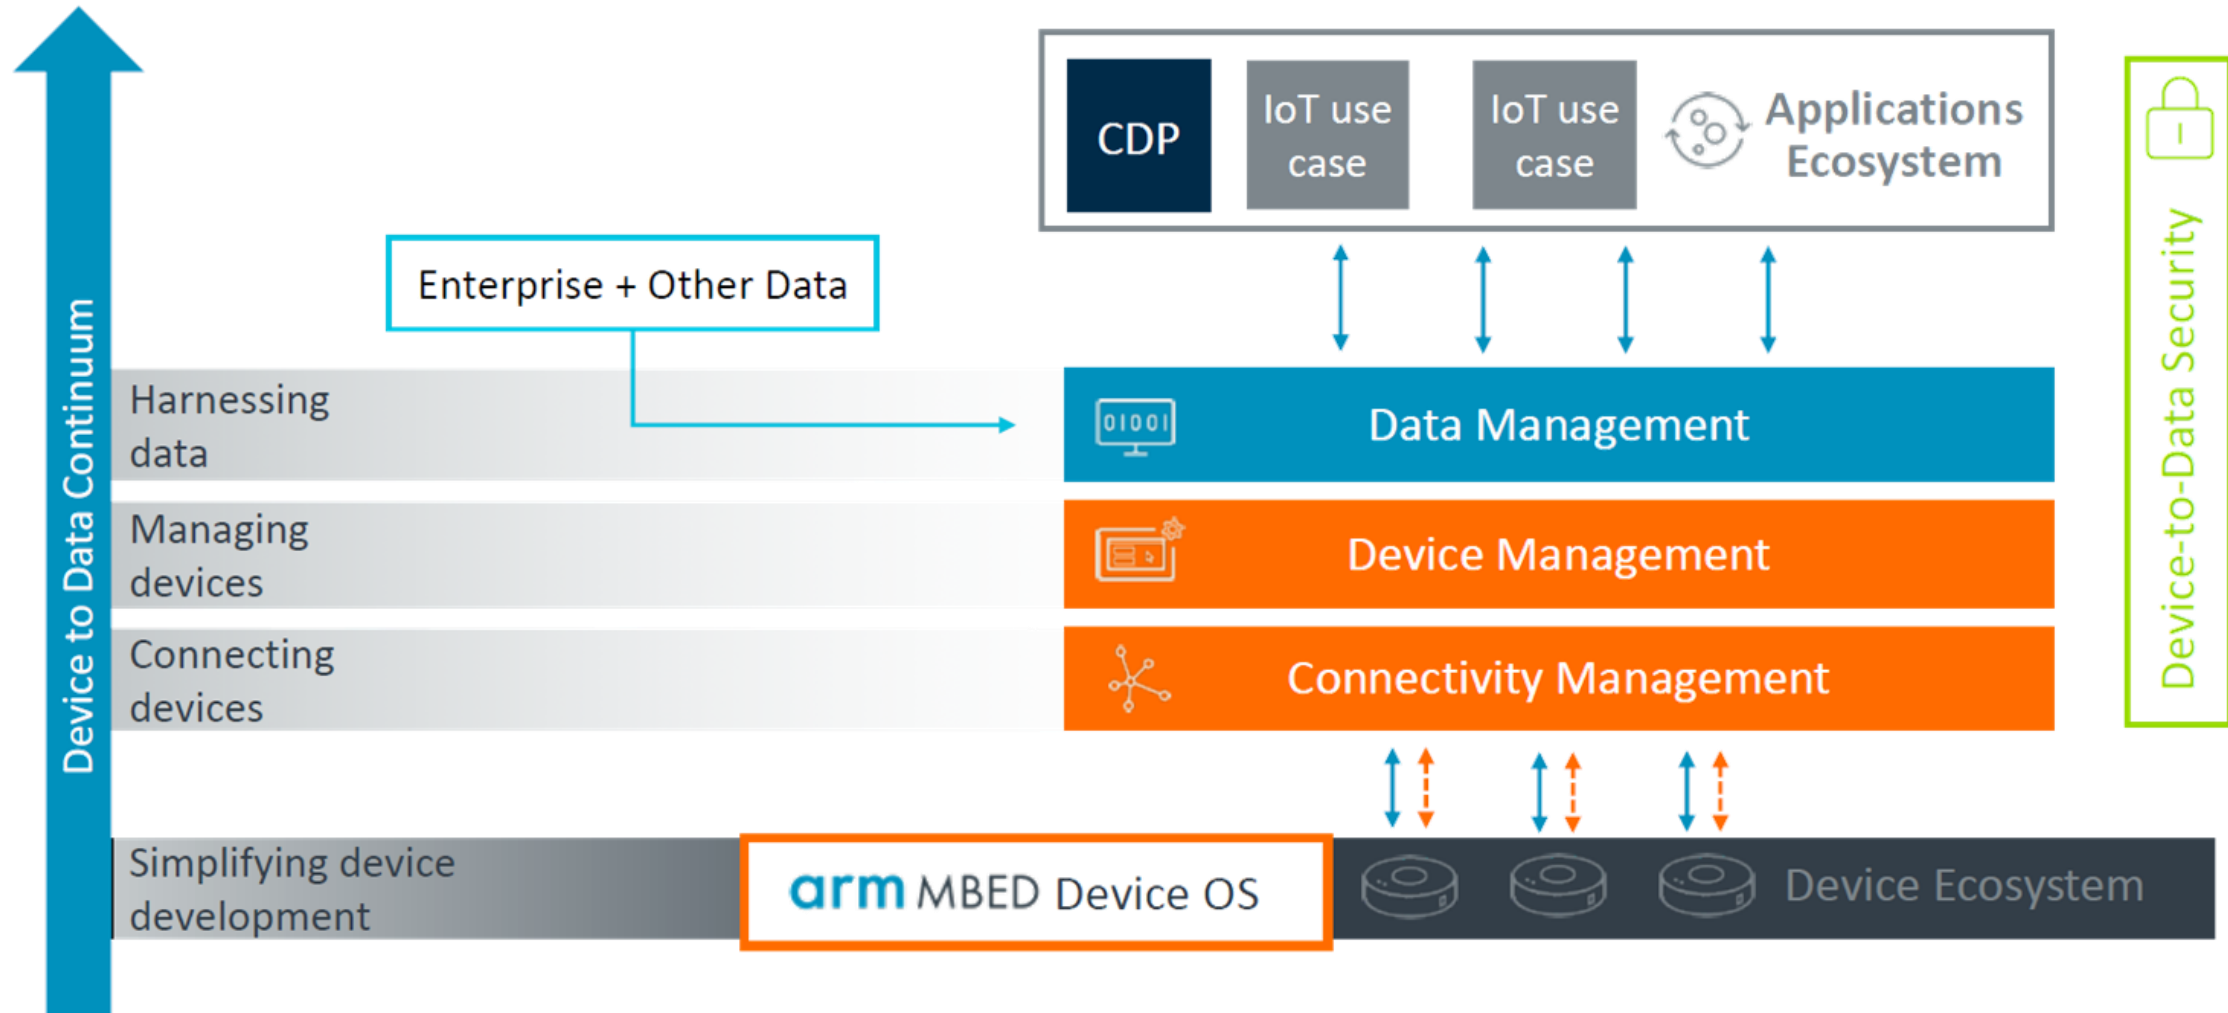 CDP
IoT use
case
IoT use
case
Applications
Ecosystem
Enterprise + Other Data
Device to Data Continuum
Harnessing
data
01001
Data Management
Managing
devices
Device Management
Connecting
devices
Connectivity Management
Device-to-Data Security
Simplifying device
development
arm MBED Device OS
Device Ecosystem